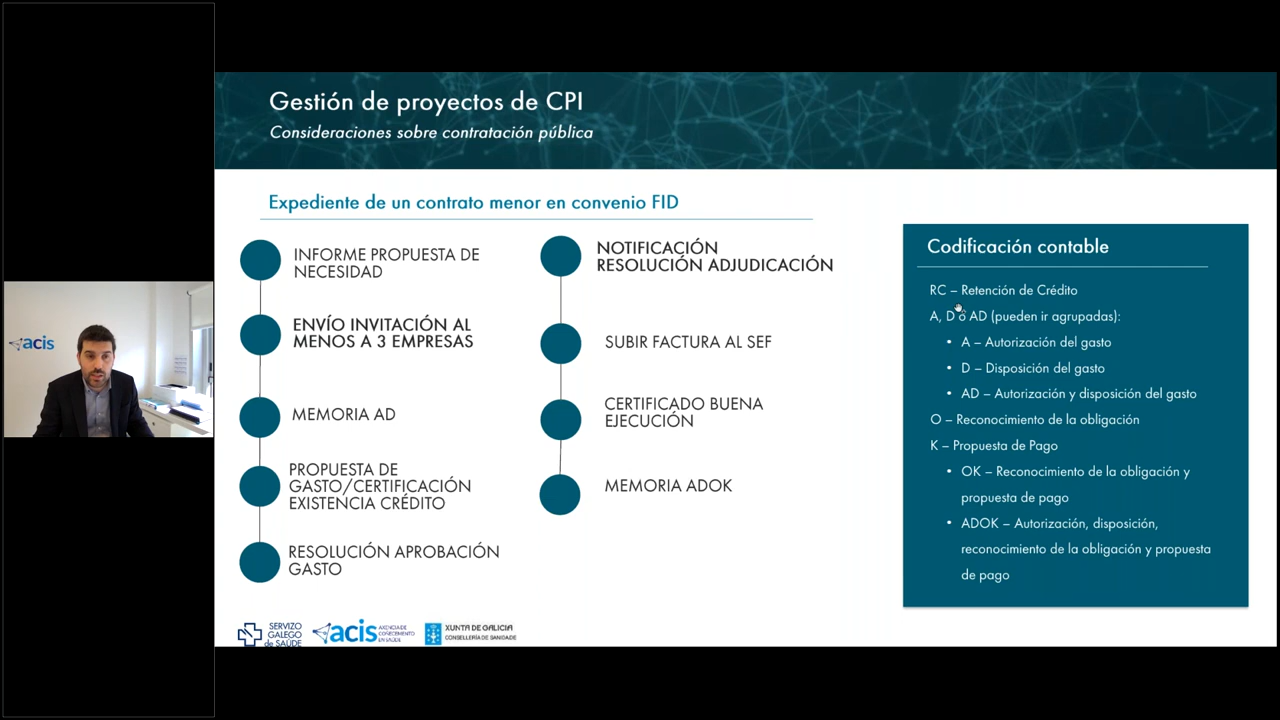 Gestión de proyectos de CPI
Consideraciones sobre contratación pública
Expediente de un contrato menor en convenio FID
INFORME PROPUESTA DE
NECESIDAD
ENVÍO INVITACIÓN AL
MENOS A 3 EMPRESAS
MEMORIA AD
PROPUESTA DE
GASTO/CERTIFICACIÓN
EXISTENCIA CRÉDITO
RESOLUCIÓN APROBACIÓN
GASTO
NOTIFICACIÓN
RESOLUCIÓN ADJUDICACIÓN
SUBIR FACTURA AL SEF
CERTIFICADO BUENA
EJECUCIÓN
MEMORIA ADOK
Codificación contable
RC – Retención de Crédito
A, D o AD (pueden ir agrupadas):
• A – Autorización del gasto
• D – Disposición del gasto
• AD – Autorización y disposición del gasto
O – Reconocimiento de la obligación
K – Propuesta de Pago
• OK – Reconocimiento de la obligación y
propuesta de pago
• ADOK – Autorización, disposición,
reconocimiento de la obligación y propuesta
de pago
acis
SERVIZO
GALEGO
de SAÚDE
acis
AXENCIA DE
COÑECEMENTO
EN SAÚDE
XUNTA DE GALICIA
CONSELLERÍA DE SANIDADE